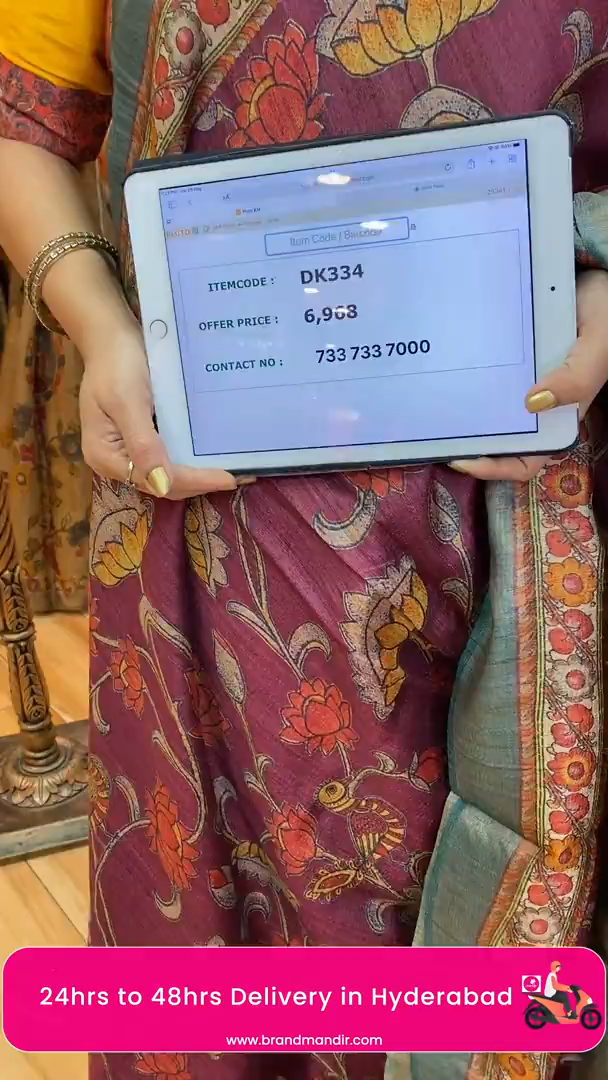 Item Code / Barcode
ITEMCODE : DK334
OFFER PRICE : 6,968
CONTACT NO : 733 733 7000
24hrs to 48hrs Delivery in Hyderabad
www.brandmandir.com